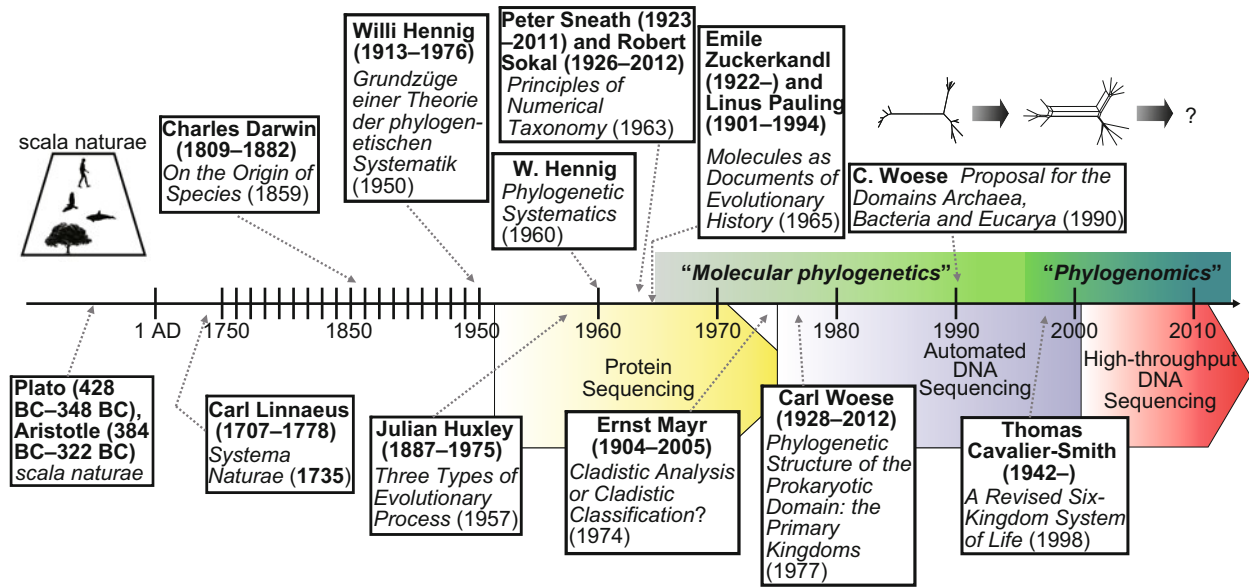 scala naturae
Charles Darwin
(1809–1882)
On the Origin of
Species (1859)
Willi Hennig
(1913–1976)
Grundzüge
einer Theorie
der phylogen-
etischen
Systematik
(1950)
Peter Sneath (1923
–2011) and Robert
Sokal (1926–2012)
Principles of
Numerical
Taxonomy (1963)
W. Hennig
Phylogenetic
Systematics
(1960)
Emile
Zuckerkandl
(1922–) and
Linus Pauling
(1901–1994)
Molecules as
Documents of
Evolutionary
History (1965)
?
C. Woese Proposal for the
Domains Archaea,
Bacteria and Eucarya (1990)
“Molecular phylogenetics”
“Phylogenomics”
1 AD
1750
1850
1950
1960
1970
1980
1990
2000
2010
Protein
Sequencing
Automated
DNA
Sequencing
High-throughput
DNA
Sequencing
Plato (428
BC–348 BC),
Aristotle (384
BC–322 BC)
scala naturae
Carl Linnaeus
(1707–1778)
Systema
Naturae (1735)
Julian Huxley
(1887–1975)
Three Types of
Evolutionary
Process (1957)
Ernst Mayr
(1904–2005)
Cladistic Analysis
or Cladistic
Classification?
(1974)
Carl Woese
(1928–2012)
Phylogenetic
Structure of the
Prokaryotic
Domain: the
Primary
Kingdoms
(1977)
Thomas
Cavalier-Smith
(1942–)
A Revised Six-
Kingdom System
of Life (1998)